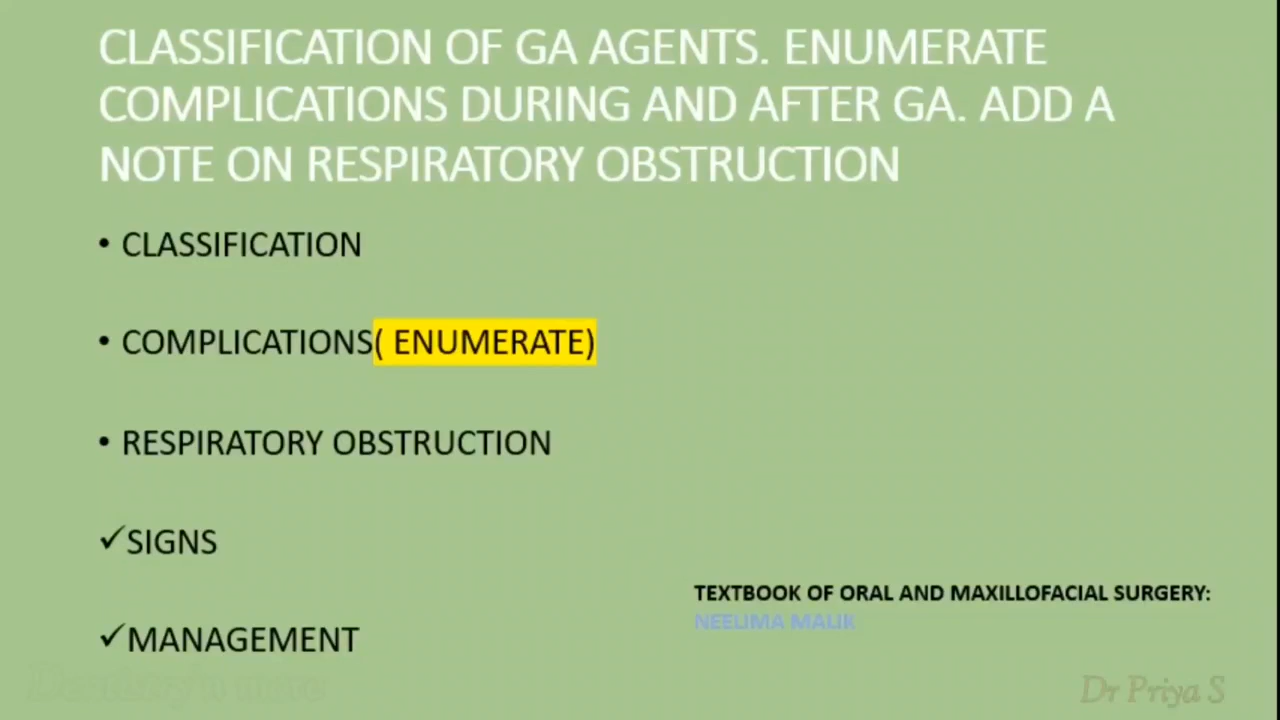 CLASSIFICATION OF GA AGENTS. ENUMERATE
COMPLICATIONS DURING AND AFTER GA. ADD A
NOTE ON RESPIRATORY OBSTRUCTION
• CLASSIFICATION
• COMPLICATIONS( ENUMERATE)
• RESPIRATORY OBSTRUCTION
✓SIGNS
✓MANAGEMENT
TEXTBOOK OF ORAL AND MAXILLOFACIAL SURGERY:
NEELIMA MALIK
Dr Priya S